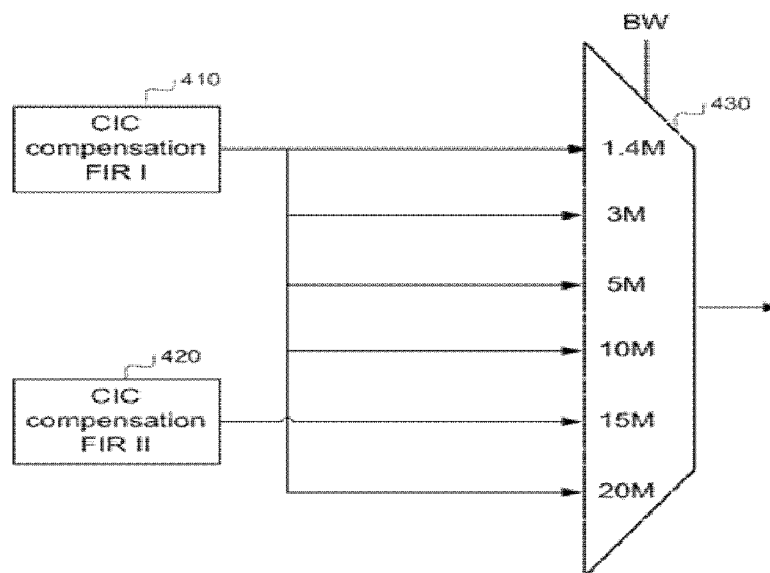 BW
410
430
CIC
compensation
FIR I
1.4M
3M
5M
10M
420
CIC
compensation
FIR II
15M
20M